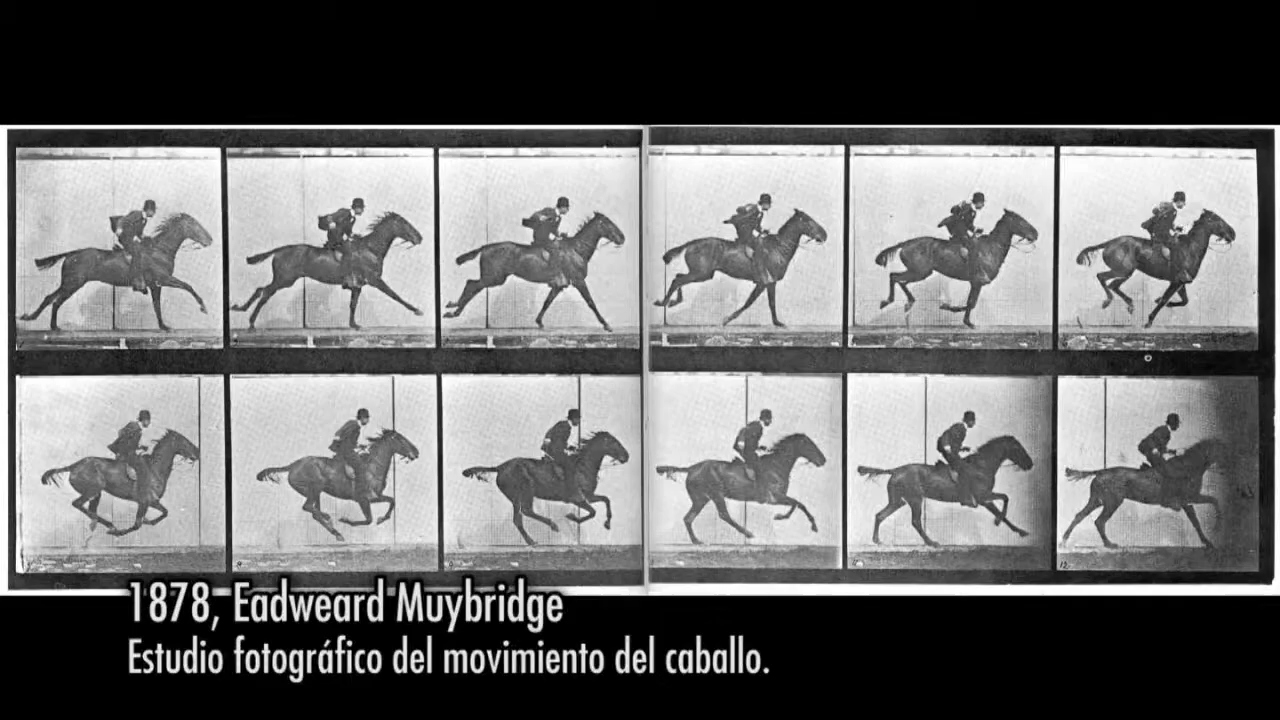 1878, Eadweard Muybridge
Estudio fotográfico del movimiento del caballo.